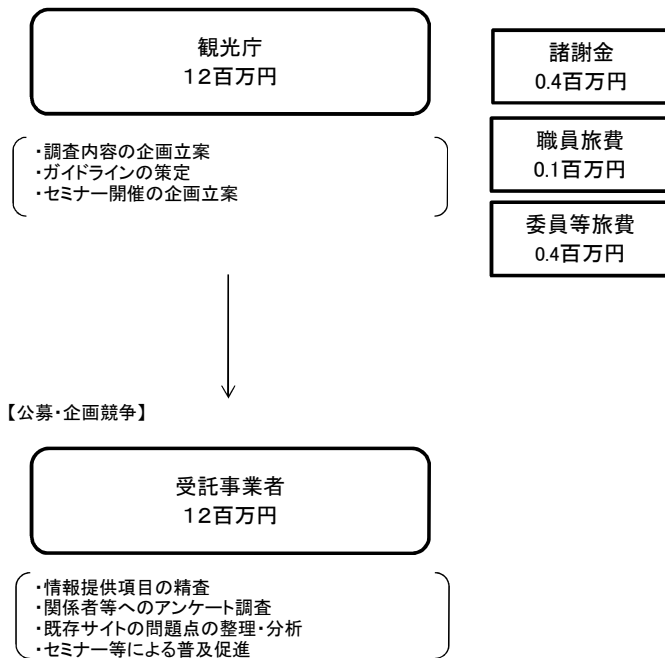 観光庁
12百万円
諸謝金
0.4百万円
職員旅費
0.1百万円
委員等旅費
0.4百万円
・調査内容の企画立案
・ガイドラインの策定
・セミナー開催の企画立案
【公募・企画競争】
受託事業者
12百万円
・情報提供項目の精査
・関係者等へのアンケート調査
・既存サイトの問題点の整理・分析
・セミナー等による普及促進